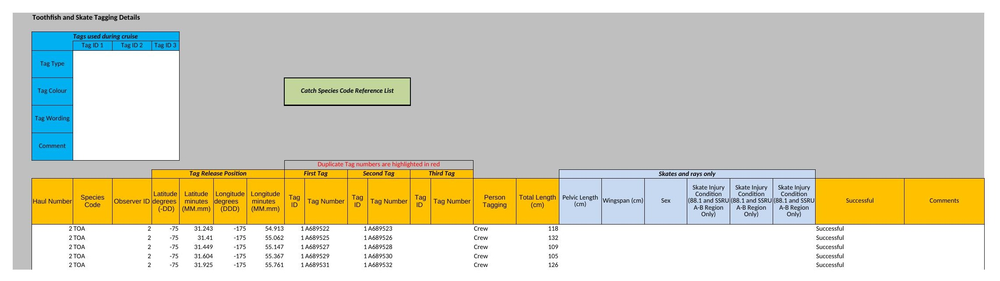 Toothfish and Skate Tagging Details
Tags used during cruise
Tag ID 1 Tag ID 2 Tag ID 3
Tag Type
Tag Colour
Catch Species Code Reference List
Tag Wording
Comment
Duplicate Tag numbers are highlighted in red
Tag Release Position First Tag Second Tag Third Tag Skates and rays only
Haul Number Species Code Observer ID Latitude degrees (-DD) Latitude minutes (MM.mm) Longitude degrees (DDD) Longitude minutes (MM.mm) Tag ID Tag Number Tag ID Tag Number Tag ID Tag Number Person Tagging Total Length (cm) Pelvic Length (cm) Wingspan (cm) Sex Skate Injury Condition (88.1 and SSRU A-B Region Only) Skate Injury Condition (88.1 and SSRU A-B Region Only) Skate Injury Condition (88.1 and SSRU A-B Region Only) Successful Comments
2 TOA 2 -75 31.243 -175 54.913 1 A689522 1 A689523 Crew 118 Successful
2 TOA 2 -75 31.41 -175 55.062 1 A689525 1 A689526 Crew 132 Successful
2 TOA 2 -75 31.449 -175 55.147 1 A689527 1 A689528 Crew 109 Successful
2 TOA 2 -75 31.604 -175 55.367 1 A689529 1 A689530 Crew 105 Successful
2 TOA 2 -75 31.925 -175 55.761 1 A689531 1 A689532 Crew 126 Successful